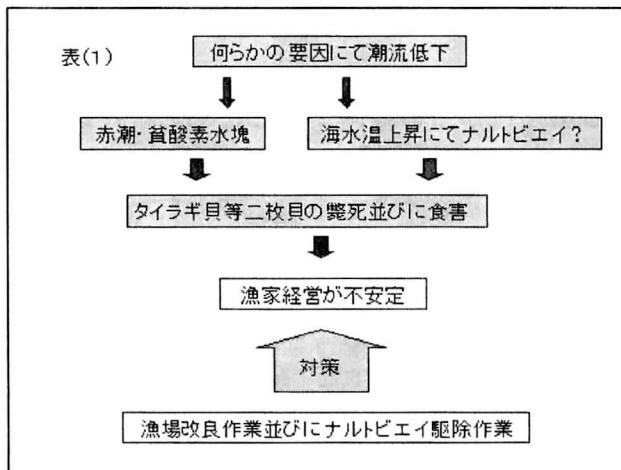 表(1)
何らかの要因にて潮流低下
赤潮・貧酸素水塊
海水温上昇にてナルトビエイ?
タイラギ貝等二枚貝の斃死並びに食害
漁家経営が不安定
対策
漁場改良作業並びにナルトビエイ駆除作業